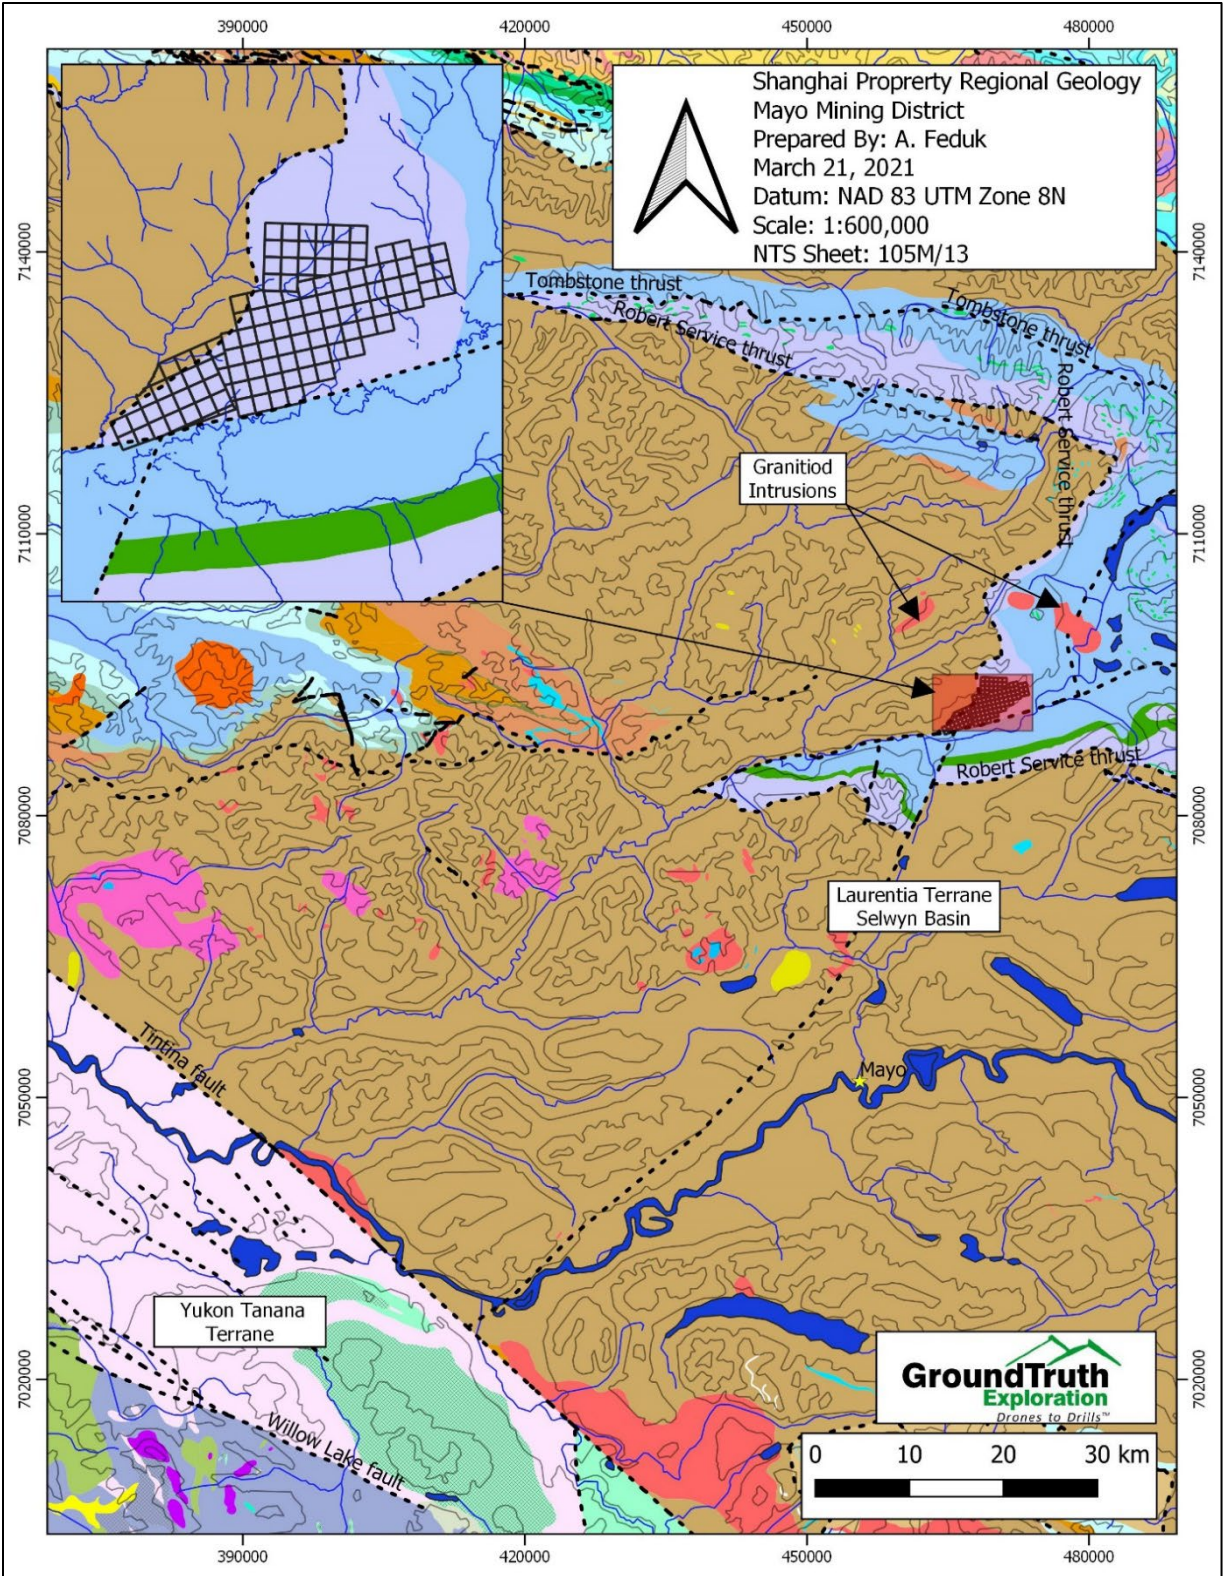 390000
420000
450000
480000
Shanghai Proprerty Regional Geology
Mayo Mining District
Prepared By: A. Feduk
March 21, 2021
Datum: NAD 83 UTM Zone 8N
Scale: 1:600,000
NTS Sheet: 105M/13
7140000
7140000
Tombstone thrust
Tombstone thrust
Robert Service thrust
Robert Service thrust
Granitiod
Intrusions
7110000
7110000
Robert Service thrust
7080000
7080000
Laurentia Terrane
Selwyn Basin
Tintina fault
Mayo
7050000
7050000
Yukon Tanana
Terrane
7020000
7020000
Willow Lake fault
GroundTruth
Exploration
Drones to Drills™
0 10 20 30 km
390000
420000
450000
480000